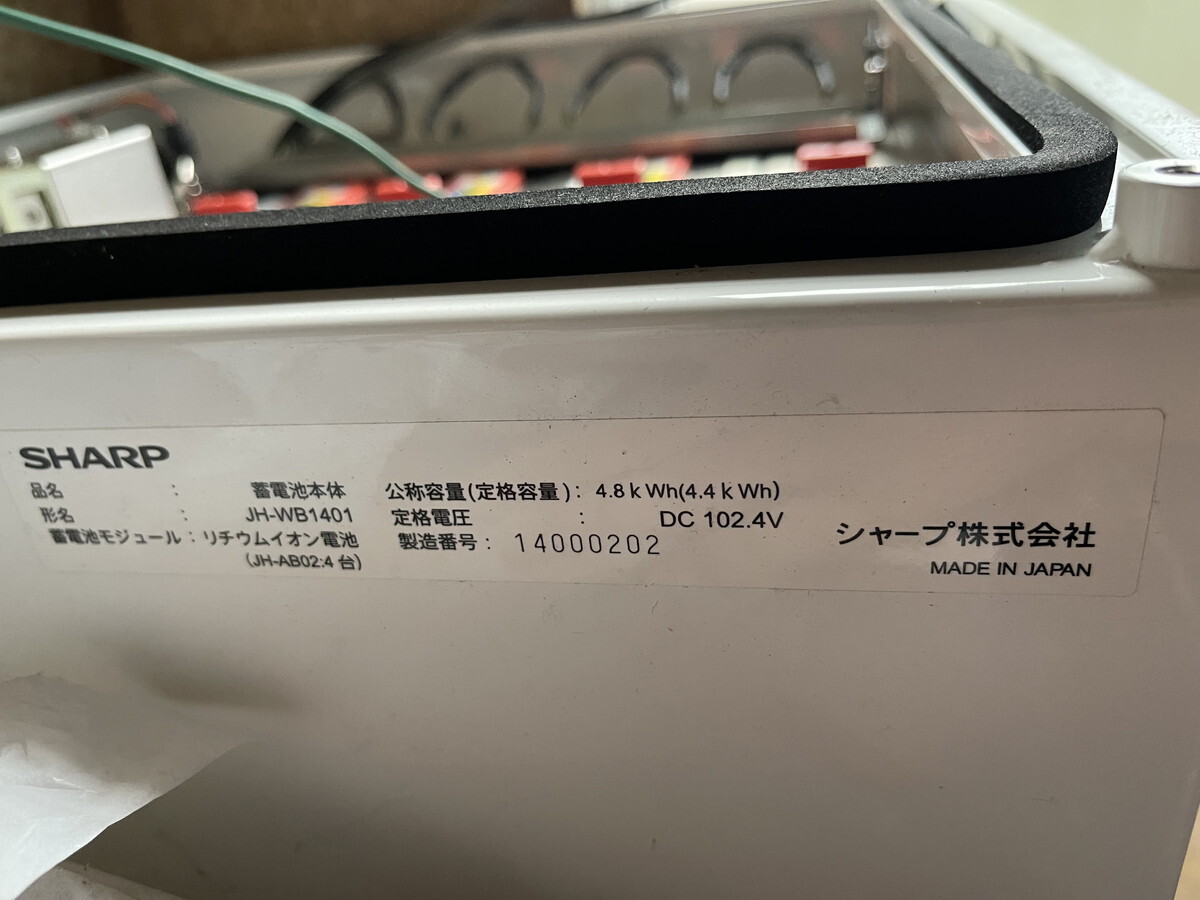 SHARP
品名 : 蓄電池本体
形名 : JH-WB1401
蓄電池モジュール : リチウムイオン電池
(JH-AB02:4 台)
公称容量(定格容量) : 4.8 k Wh(4.4 k Wh)
定格電圧 : DC 102.4V
製造番号 : 14000202
シャープ株式会社
MADE IN JAPAN